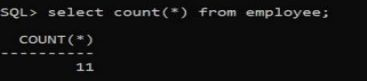 SQL> select count(*) from employee;
COUNT(*)
----------
11